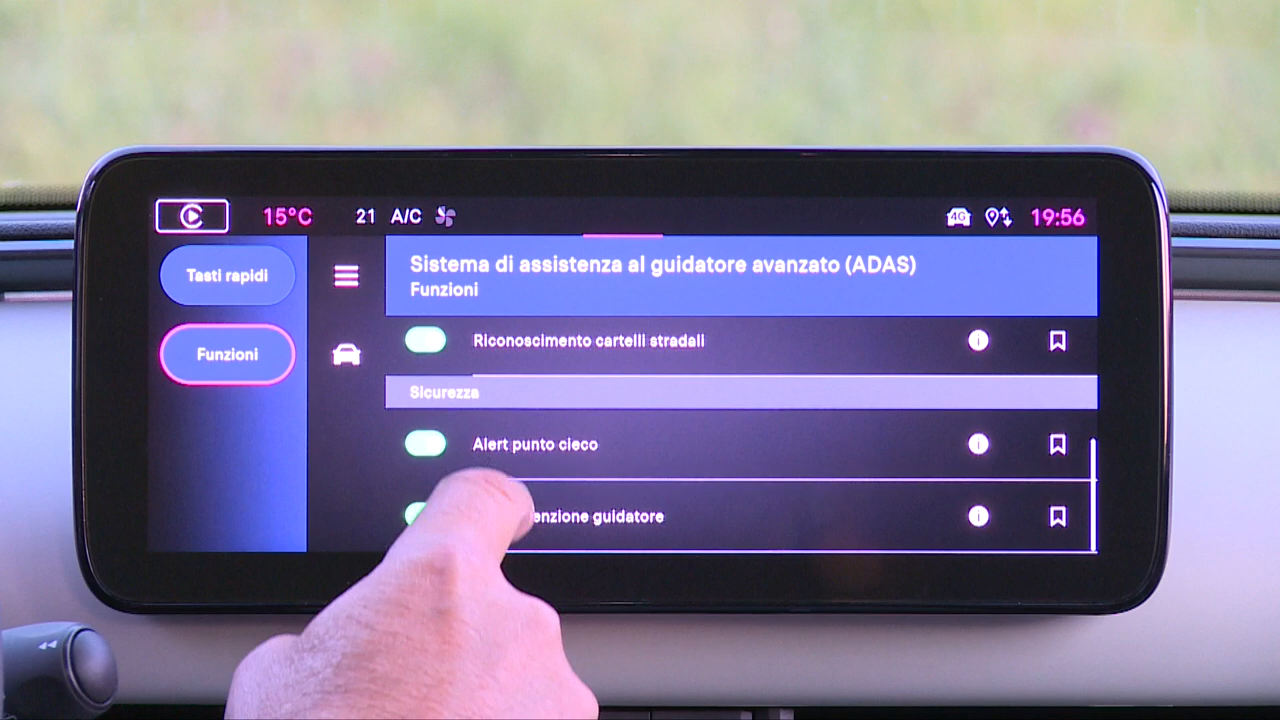 15°C 21 A/C 4G 19:56
Tasti rapidi
Funzioni
Sistema di assistenza al guidatore avanzato (ADAS)
Funzioni
Riconoscimento cartelli stradali
Sicurezza
Alert punto cieco
guidatore